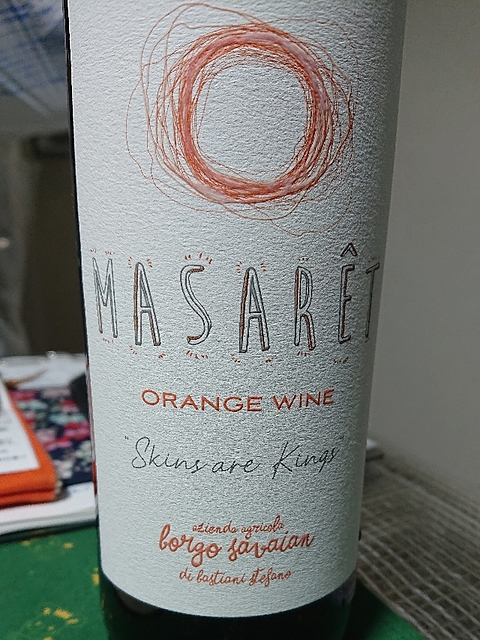 MASARÊT
ORANGE WINE
"Skins are Kings"
azienda agricola
borgo savaian
di bastiani stefano